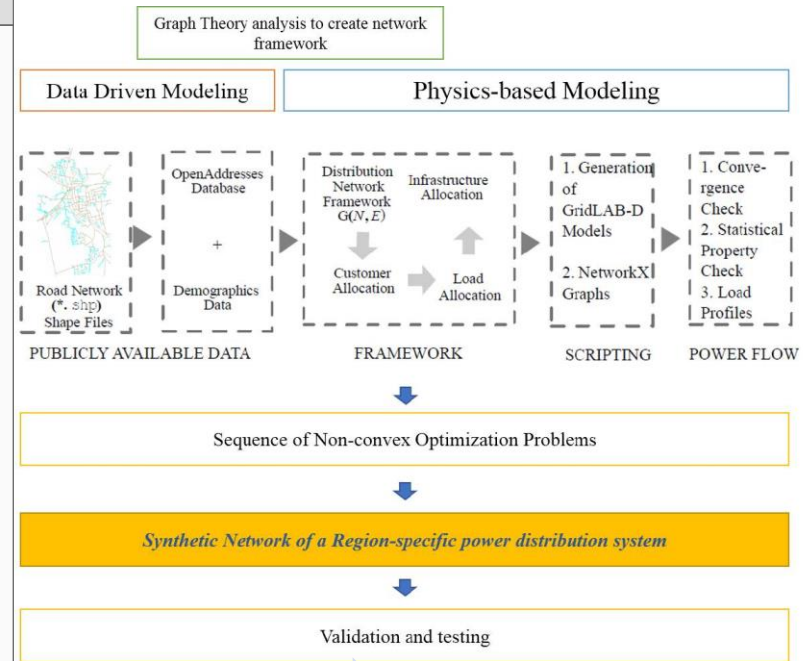 Graph Theory analysis to create network
framework
Data Driven Modeling
Physics-based Modeling
Road Network
(*. shp)
Shape Files
OpenAddresses
Database
+
Demographics
Data
Distribution
Network
Framework
G(N, E)
Customer
Allocation
Load
Allocation
Infrastructure
Allocation
1. Generation
of
GridLAB-D
Models
2. NetworkX
Graphs
1. Conve-
rgence
Check
2. Statistical
Property
Check
3. Load
Profiles
PUBLICLY AVAILABLE DATA
FRAMEWORK
SCRIPTING
POWER FLOW
Sequence of Non-convex Optimization Problems
Synthetic Network of a Region-specific power distribution system
Validation and testing